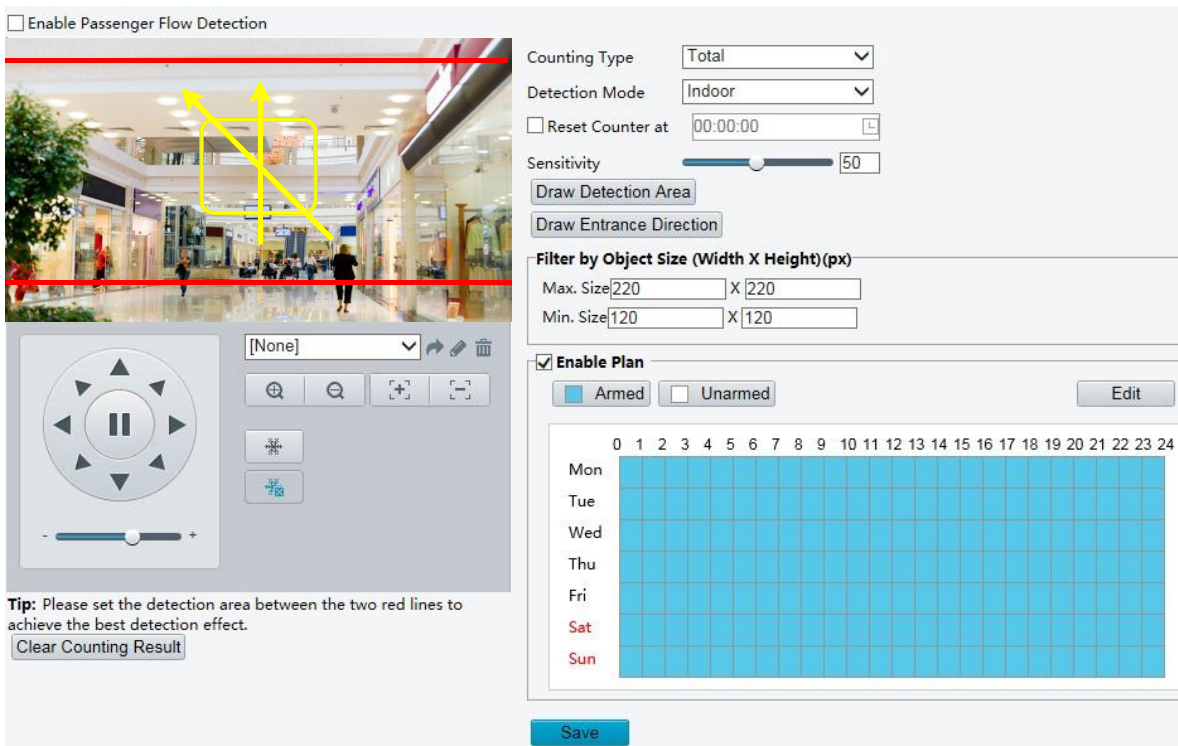 Enable Passenger Flow Detection
Counting Type Total
Detection Mode Indoor
Reset Counter at 00:00:00
Sensitivity 50
Draw Detection Area
Draw Entrance Direction
Filter by Object Size (Width X Height)(px)
Max. Size 220 X 220
Min. Size 120 X 120
[None]
Enable Plan
Armed Unarmed Edit
0 1 2 3 4 5 6 7 8 9 10 11 12 13 14 15 16 17 18 19 20 21 22 23 24
Mon
Tue
Wed
Thu
Fri
Sat
Sun
- +
Tip: Please set the detection area between the two red lines to
achieve the best detection effect.
Clear Counting Result
Save